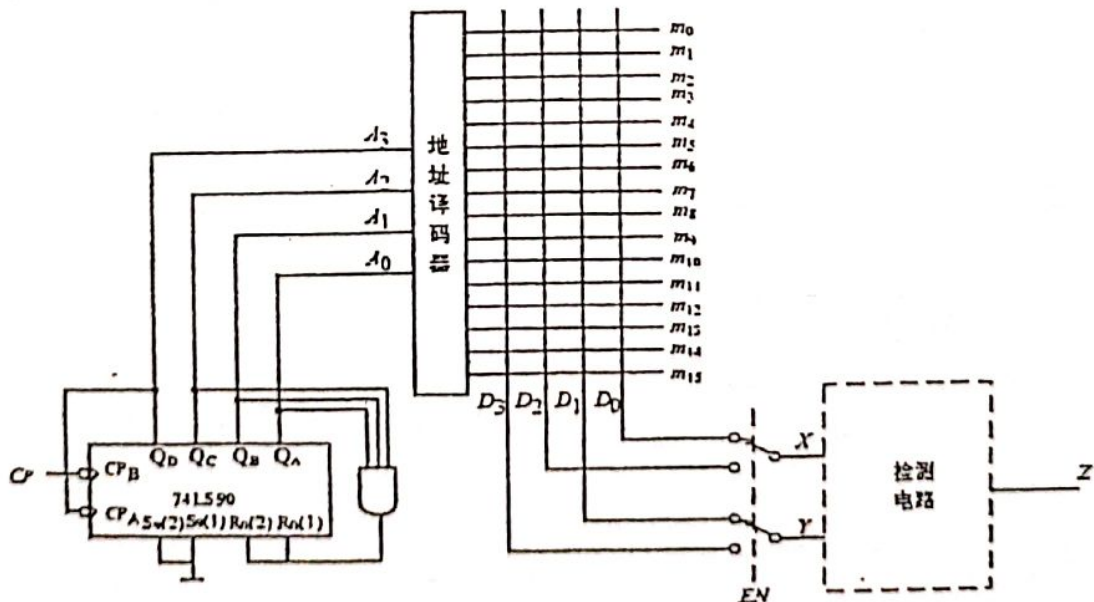 m0
m1
m2
m3
m4
m5
m6
m7
m8
m9
m10
m11
m12
m13
m14
m15
A3
A2
A1
A0
地址译码器
D3 D2 D1 D0
QD QC QB QA
CP
CPB
74LS90
CPA
S9(2) S9(1) R0(2) R0(1)
X
Y
检测
电路
Z
EN